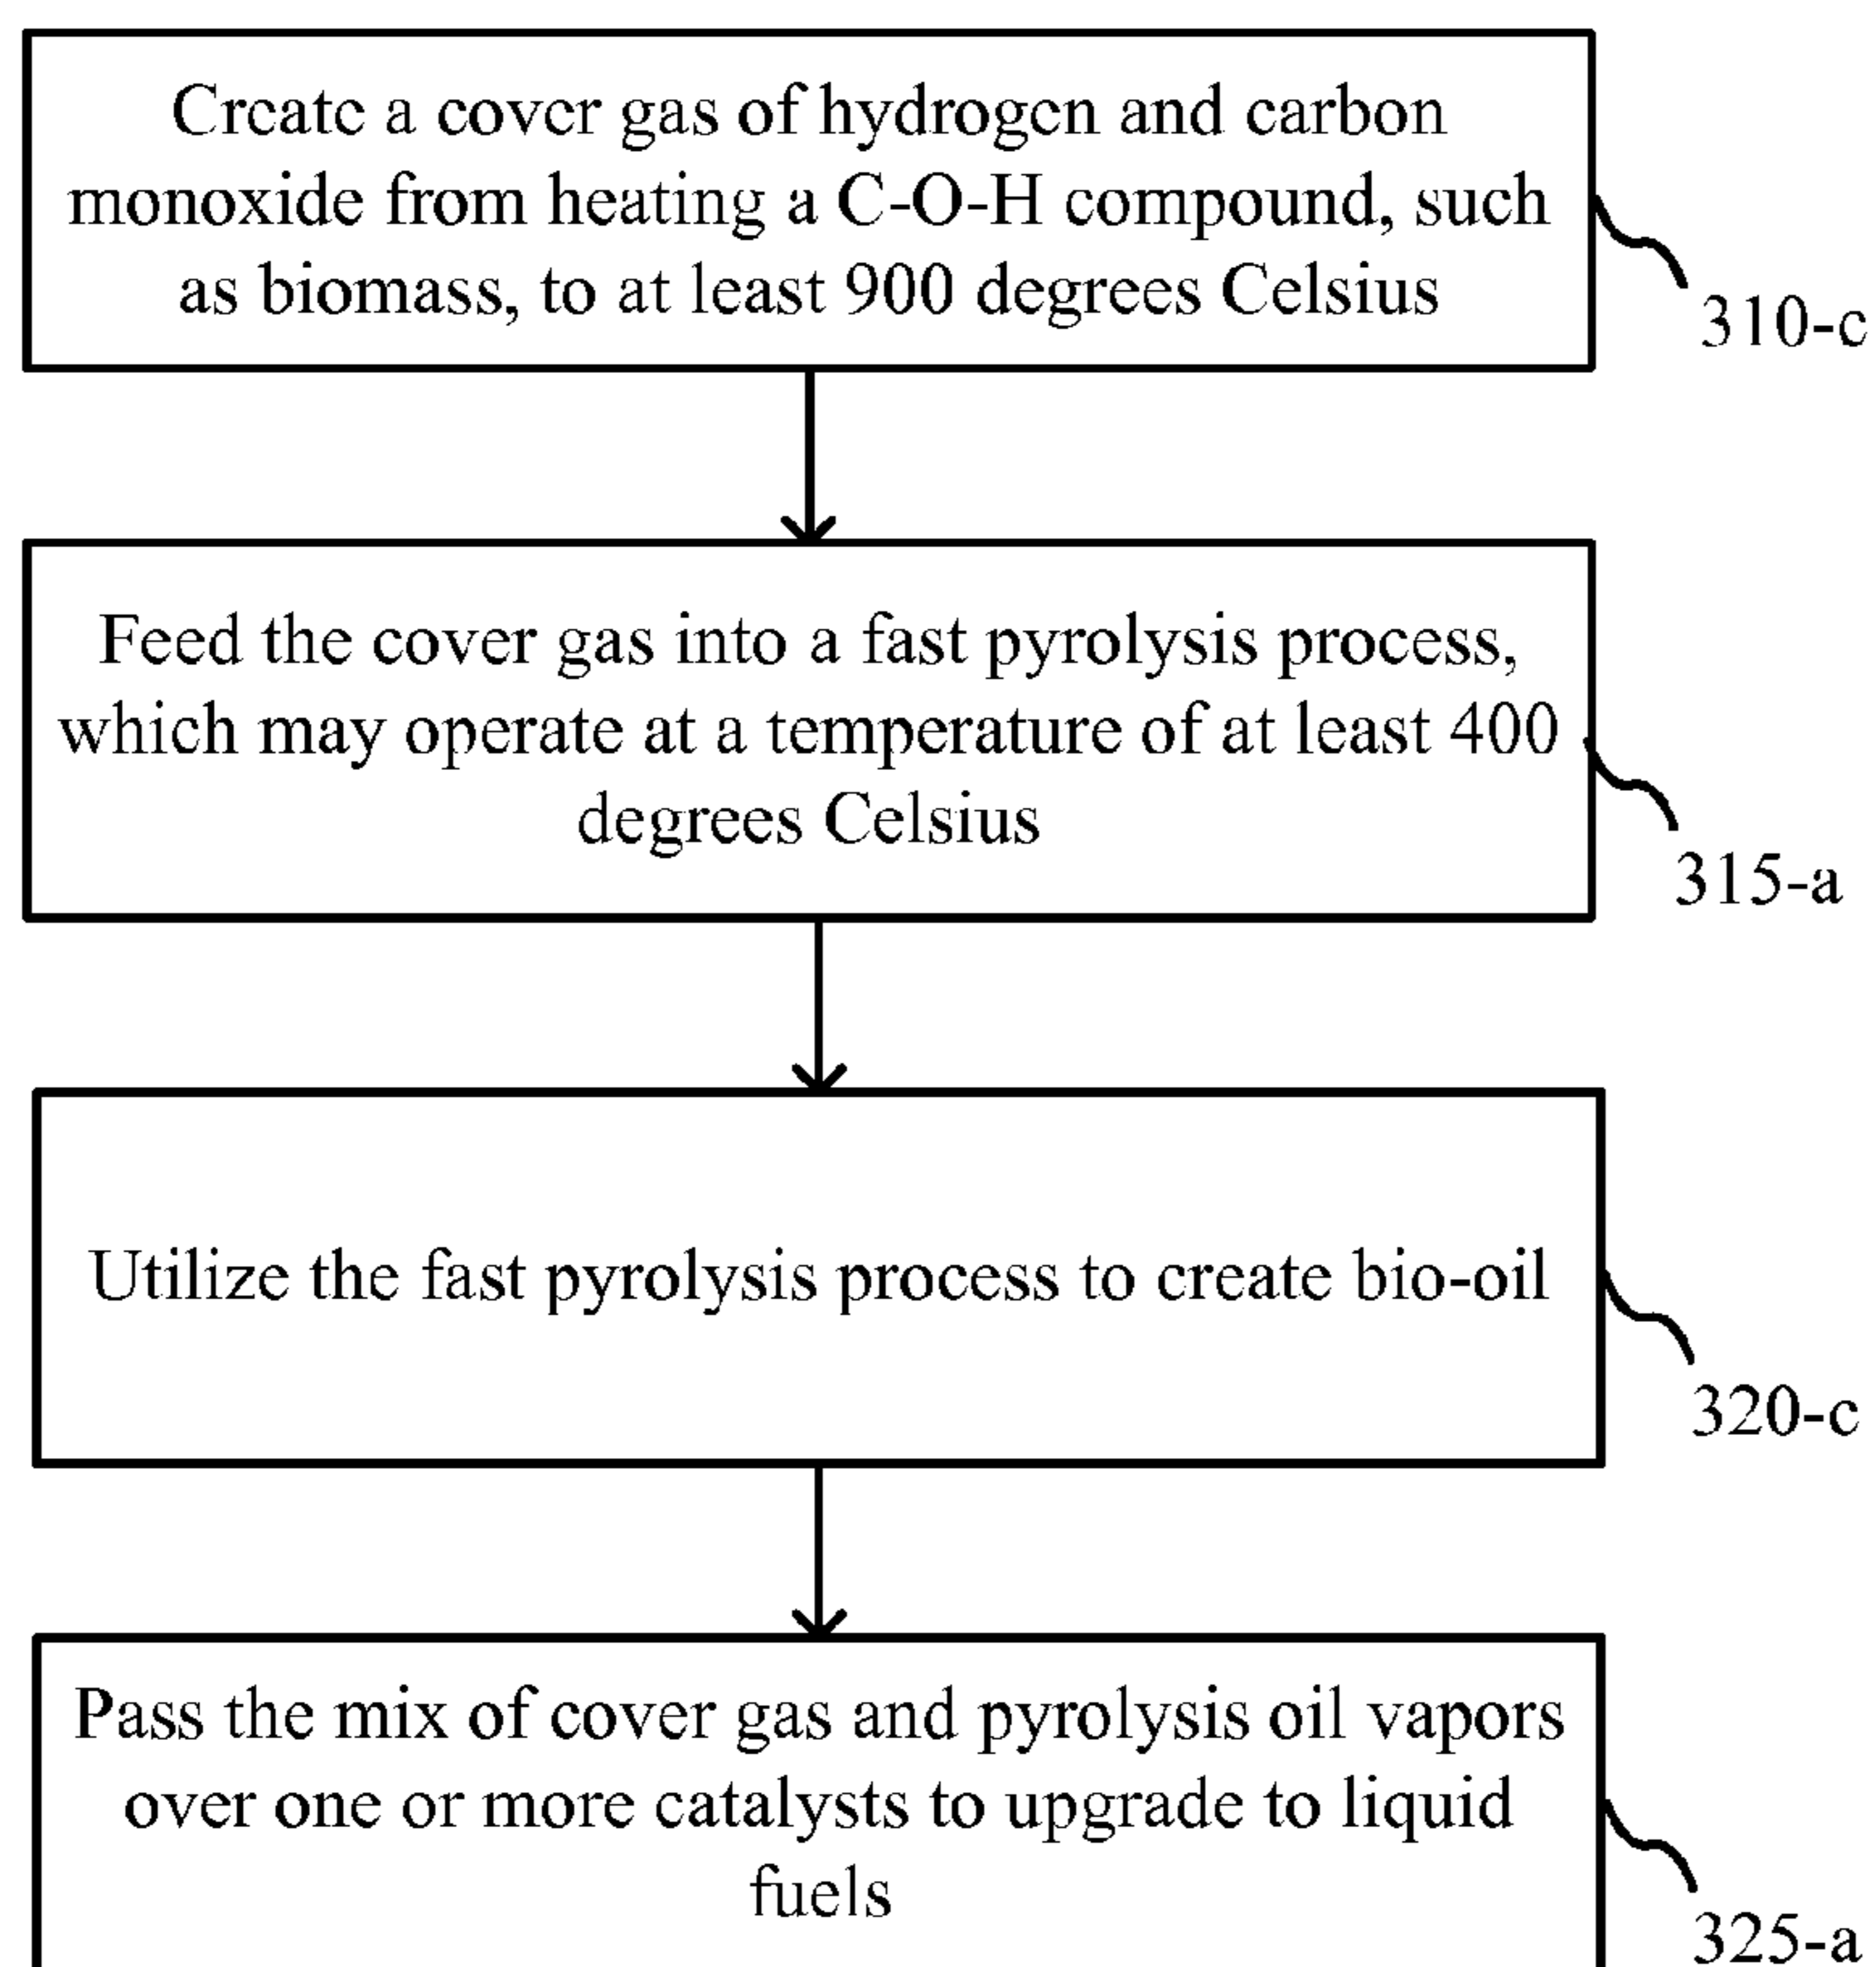 Create a cover gas of hydrogen and carbon
monoxide from heating a C-O-H compound, such
as biomass, to at least 900 degrees Celsius
310-c
Feed the cover gas into a fast pyrolysis process,
which may operate at a temperature of at least 400
degrees Celsius
315-a
Utilize the fast pyrolysis process to create bio-oil
320-c
Pass the mix of cover gas and pyrolysis oil vapors
over one or more catalysts to upgrade to liquid
fuels
325-a